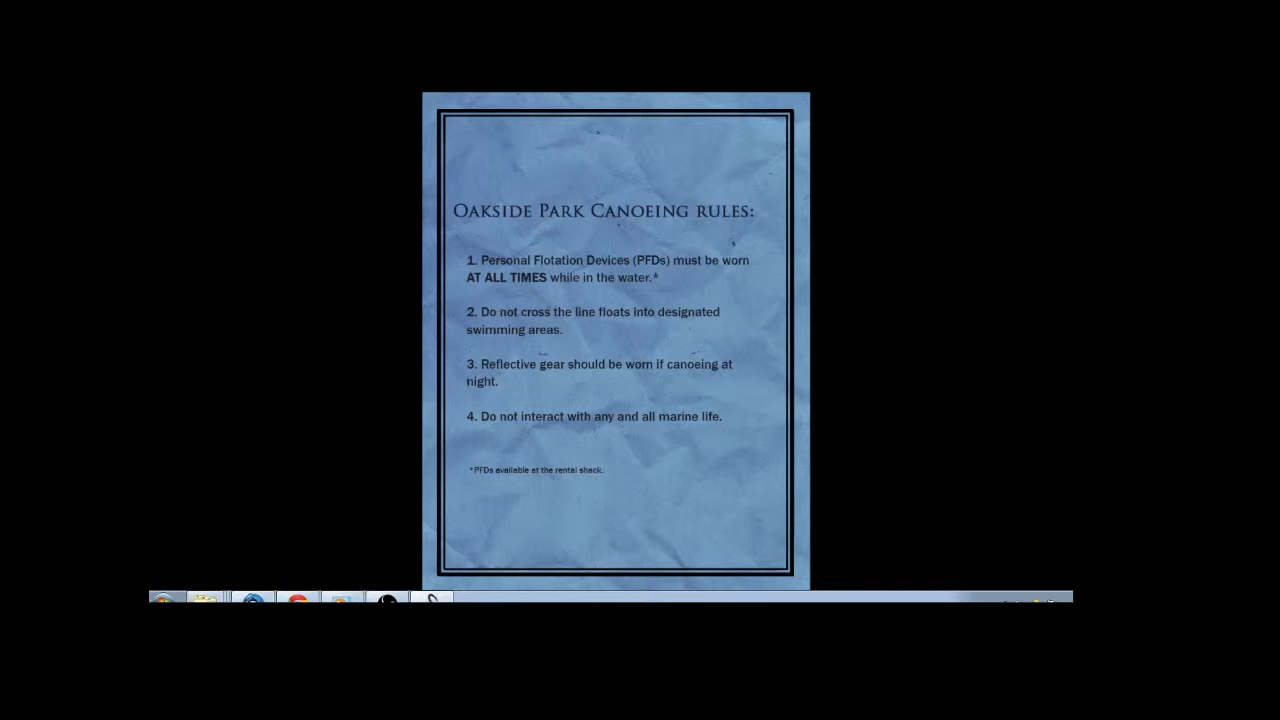 Oakside Park Canoeing rules:
1. Personal Flotation Devices (PFDs) must be worn
AT ALL TIMES while in the water.*
2. Do not cross the line floats into designated
swimming areas.
3. Reflective gear should be worn if canoeing at
night.
4. Do not interact with any and all marine life.
*PFDs available at the rental shack.